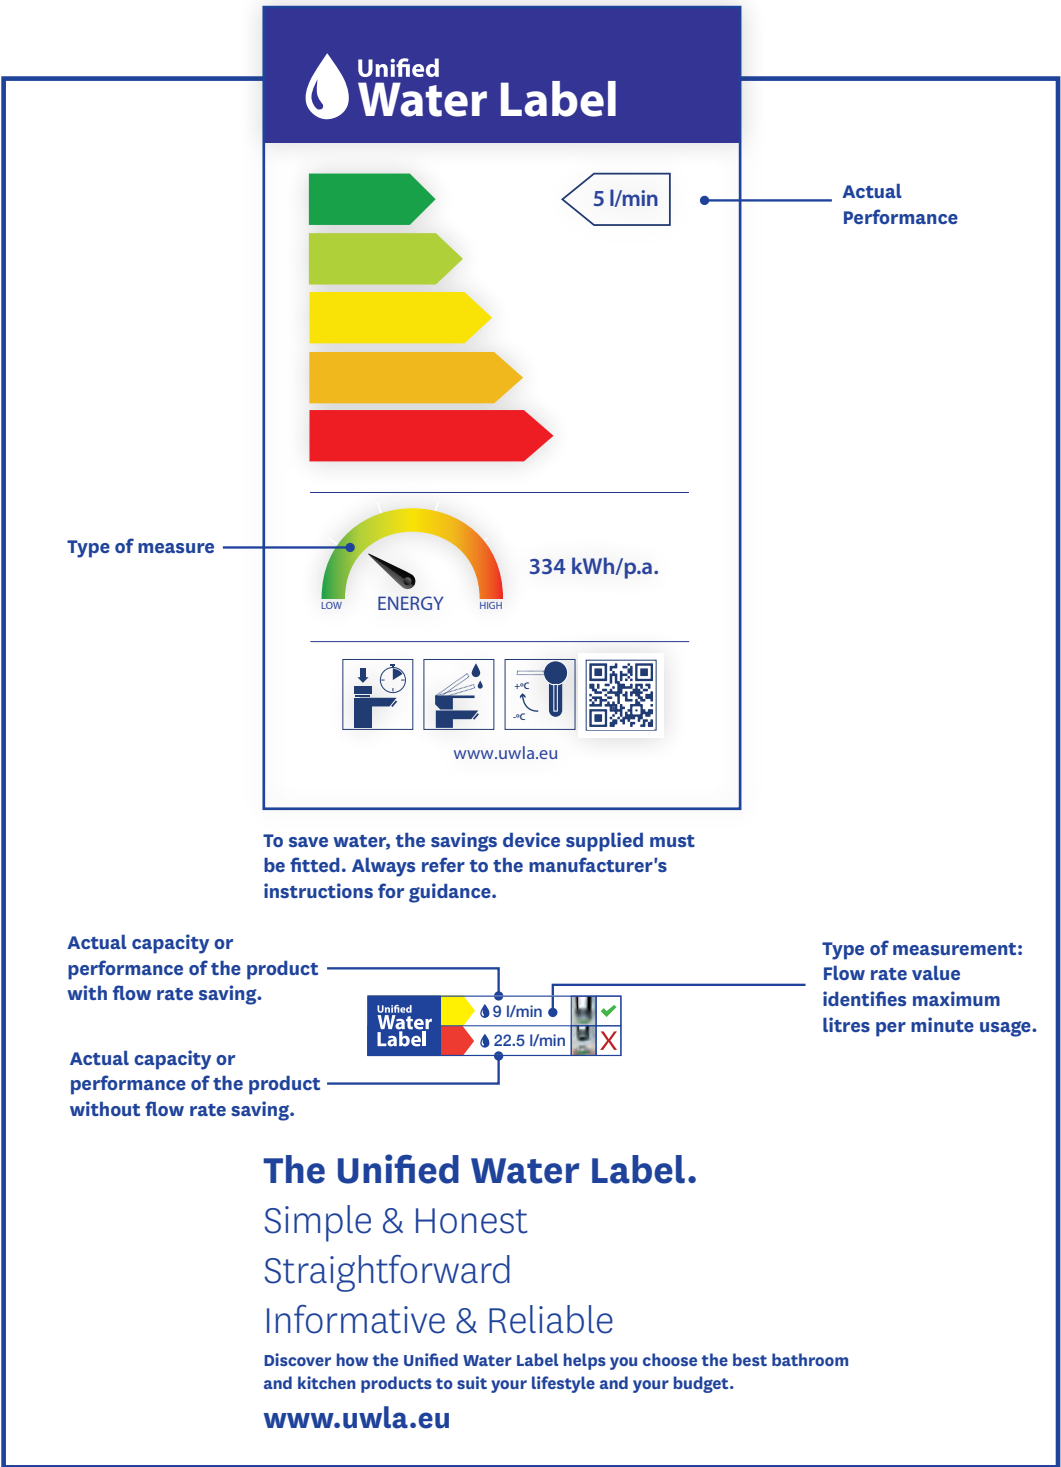 Unified
Water Label
5 l/min
Actual
Performance
Type of measure
334 kWh/p.a.
LOW
ENERGY
HIGH
+ºC
-ºC
www.uwla.eu
To save water, the savings device supplied must
be fitted. Always refer to the manufacturer's
instructions for guidance.
Actual capacity or
performance of the product
with flow rate saving.
Type of measurement:
Flow rate value
identifies maximum
litres per minute usage.
Unified
Water
Label
9 l/min
22.5 l/min
Actual capacity or
performance of the product
without flow rate saving.
The Unified Water Label.
Simple & Honest
Straightforward
Informative & Reliable
Discover how the Unified Water Label helps you choose the best bathroom
and kitchen products to suit your lifestyle and your budget.
www.uwla.eu